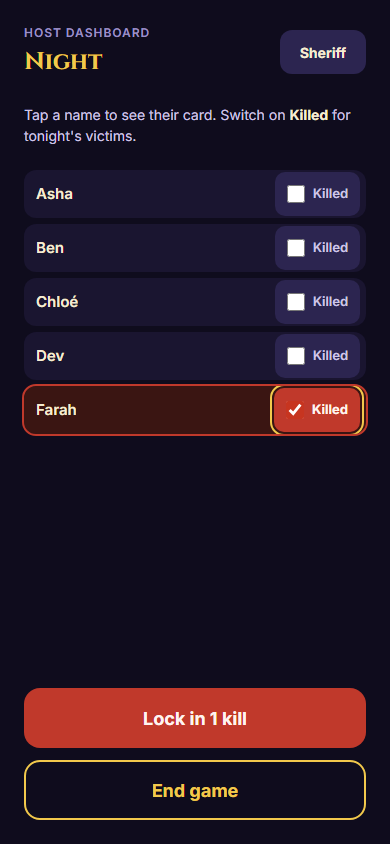 HOST DASHBOARD
Night
Sheriff
Tap a name to see their card. Switch on Killed for
tonight's victims.
Asha Killed
Ben Killed
Chloé Killed
Dev Killed
Farah Killed
Lock in 1 kill
End game